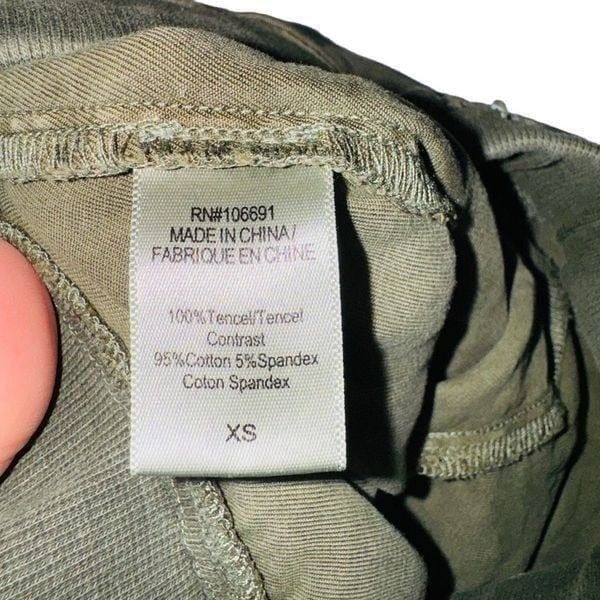 RN#106691
MADE IN CHINA/
FABRIQUE EN CHINE
100%Tencel/Tencel
Contrast
95%Cotton 5%Spandex
Coton Spandex
XS